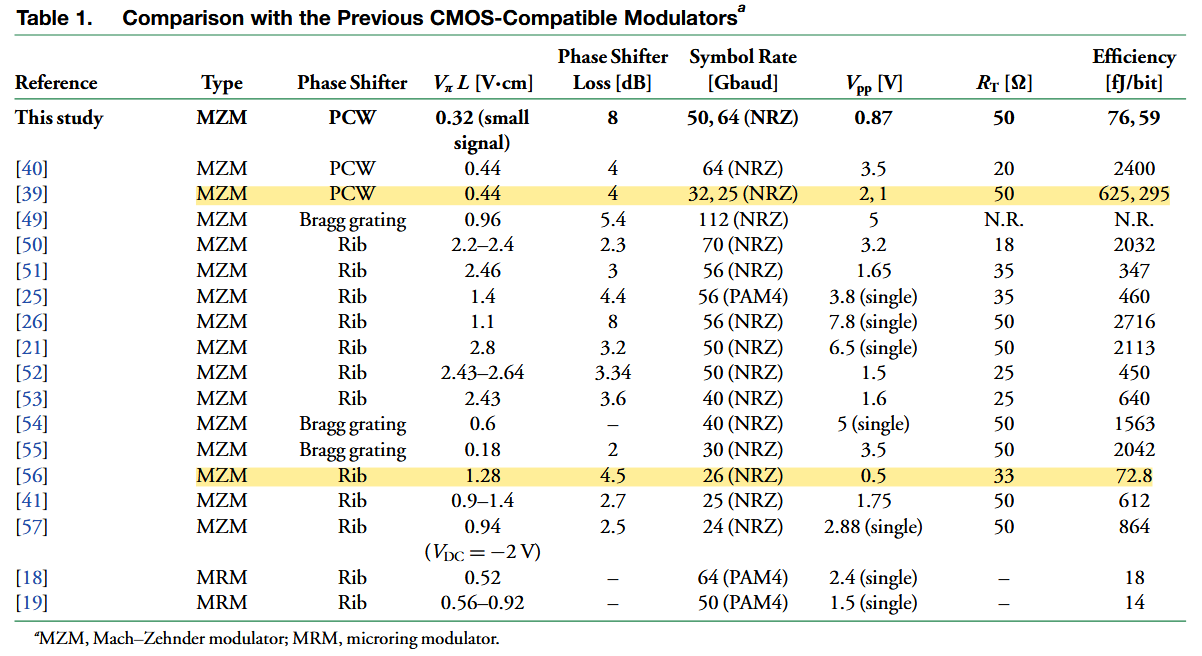 Table 1. Comparison with the Previous CMOS-Compatible Modulatorsᵃ
Phase Shifter Symbol Rate Efficiency
Reference Type Phase Shifter Vπ L [V·cm] Loss [dB] [Gbaud] Vpp [V] RT [Ω] [fJ/bit]
This study MZM PCW 0.32 (small 8 50, 64 (NRZ) 0.87 50 76, 59
signal)
[40] MZM PCW 0.44 4 64 (NRZ) 3.5 20 2400
[39] MZM PCW 0.44 4 32, 25 (NRZ) 2, 1 50 625, 295
[49] MZM Bragg grating 0.96 5.4 112 (NRZ) 5 N.R. N.R.
[50] MZM Rib 2.2–2.4 2.3 70 (NRZ) 3.2 18 2032
[51] MZM Rib 2.46 3 56 (NRZ) 1.65 35 347
[25] MZM Rib 1.4 4.4 56 (PAM4) 3.8 (single) 35 460
[26] MZM Rib 1.1 8 56 (NRZ) 7.8 (single) 50 2716
[21] MZM Rib 2.8 3.2 50 (NRZ) 6.5 (single) 50 2113
[52] MZM Rib 2.43–2.64 3.34 50 (NRZ) 1.5 25 450
[53] MZM Rib 2.43 3.6 40 (NRZ) 1.6 25 640
[54] MZM Bragg grating 0.6 – 40 (NRZ) 5 (single) 50 1563
[55] MZM Bragg grating 0.18 2 30 (NRZ) 3.5 50 2042
[56] MZM Rib 1.28 4.5 26 (NRZ) 0.5 33 72.8
[41] MZM Rib 0.9–1.4 2.7 25 (NRZ) 1.75 50 612
[57] MZM Rib 0.94 2.5 24 (NRZ) 2.88 (single) 50 864
(VDC = −2 V)
[18] MRM Rib 0.52 – 64 (PAM4) 2.4 (single) – 18
[19] MRM Rib 0.56–0.92 – 50 (PAM4) 1.5 (single) – 14
ᵃMZM, Mach–Zehnder modulator; MRM, microring modulator.